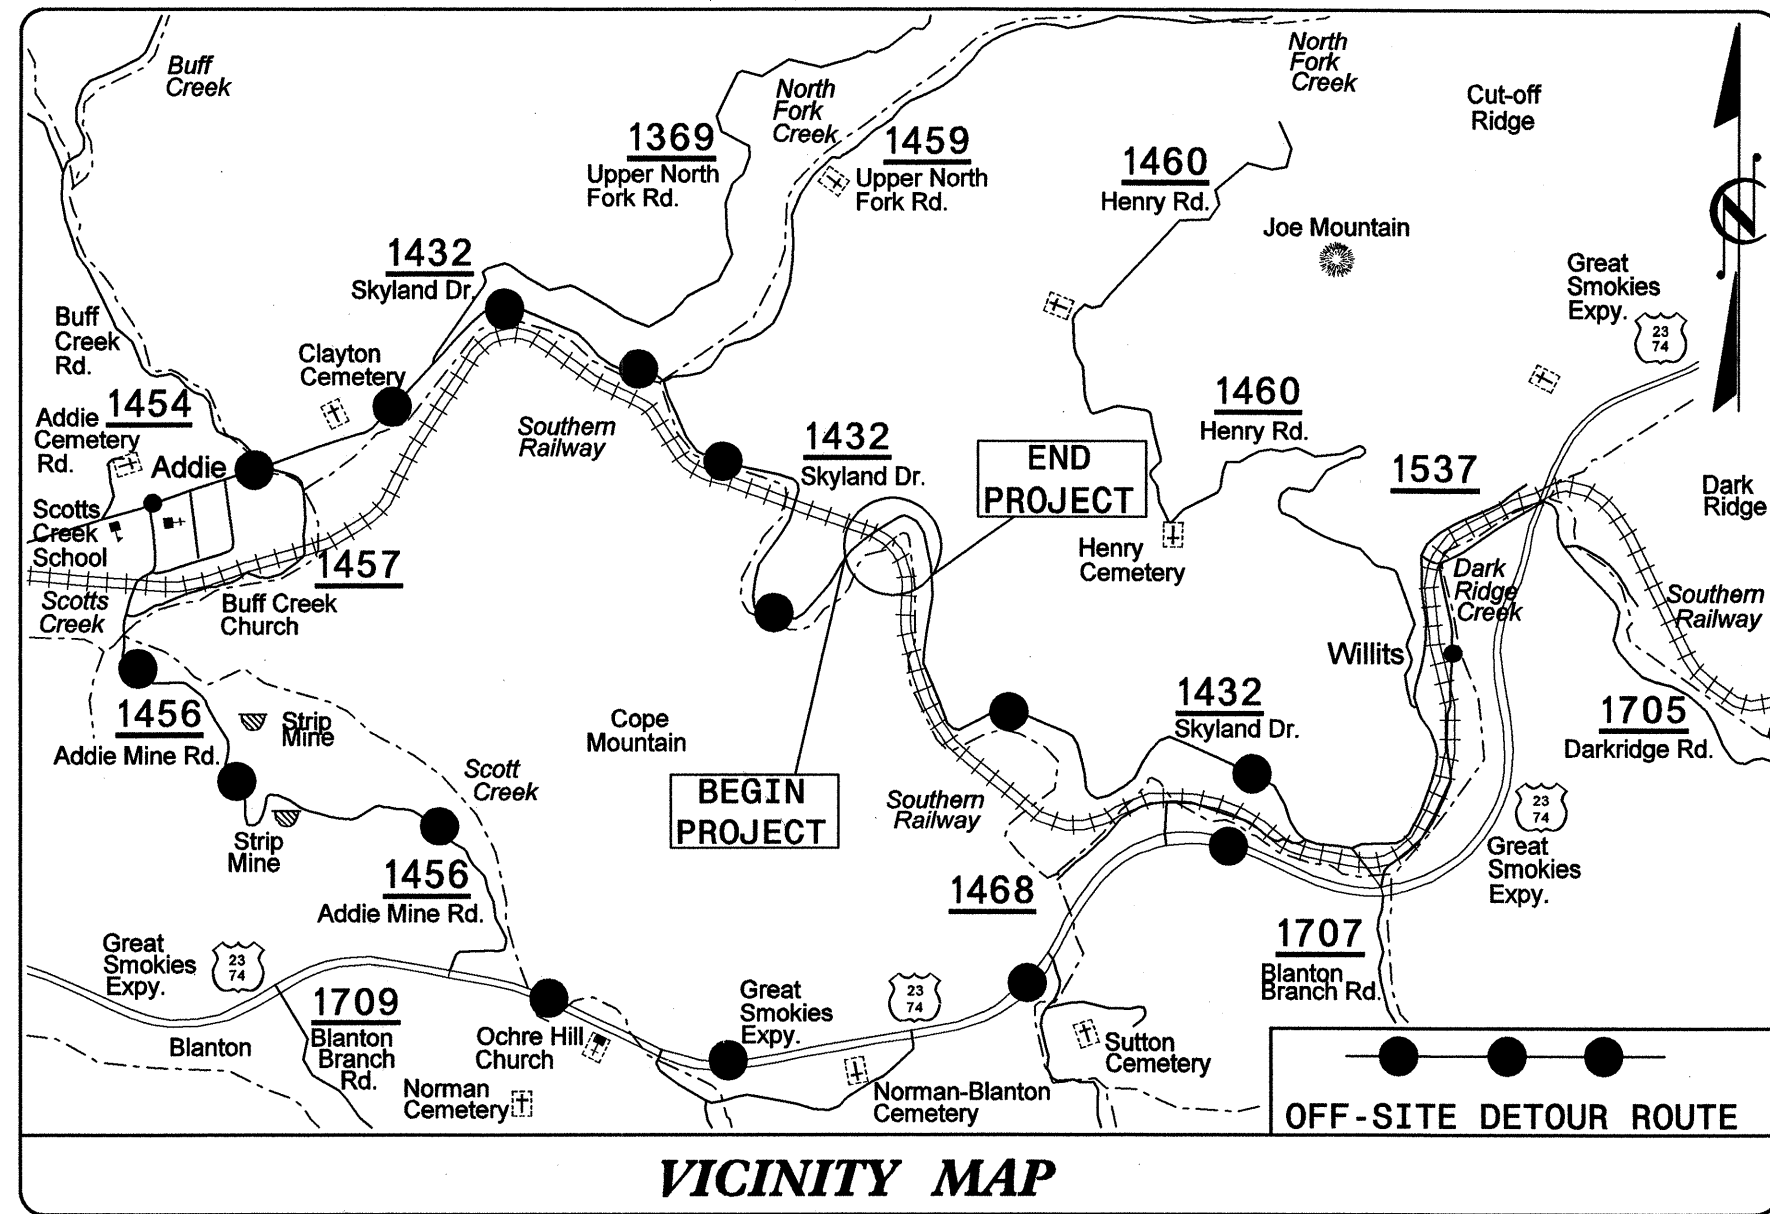 Buff
Creek
North
Fork
Creek
North
Fork
Creek
Cut-off
Ridge
1369
Upper North
Fork Rd.
1459
Upper North
Fork Rd.
1460
Henry Rd.
Joe Mountain
N
1432
Skyland Dr.
Great
Smokies
Expy.
23
74
Buff
Creek
Rd.
Clayton
Cemetery
1454
Addie
Cemetery
Rd.
Addie
Southern
Railway
1432
Skyland Dr.
END
PROJECT
1460
Henry Rd.
1537
Dark
Ridge
Scotts
Creek
School
1457
Henry
Cemetery
Dark
Ridge
Creek
Scotts
Creek
Buff Creek
Church
Southern
Railway
Willits
1456
Addie Mine Rd.
Strip
Mine
Cope
Mountain
1432
Skyland Dr.
1705
Darkridge Rd.
Scott
Creek
BEGIN
PROJECT
Southern
Railway
23
74
Strip
Mine
Great
Smokies
Expy.
1456
Addie Mine Rd.
1468
1707
Blanton
Branch Rd.
Great
Smokies
Expy.
23
74
1709
Blanton
Branch
Rd.
Blanton
Ochre Hill
Church
Great
Smokies
Expy.
23
74
Sutton
Cemetery
Norman
Cemetery
Norman-Blanton
Cemetery
OFF-SITE DETOUR ROUTE
VICINITY MAP